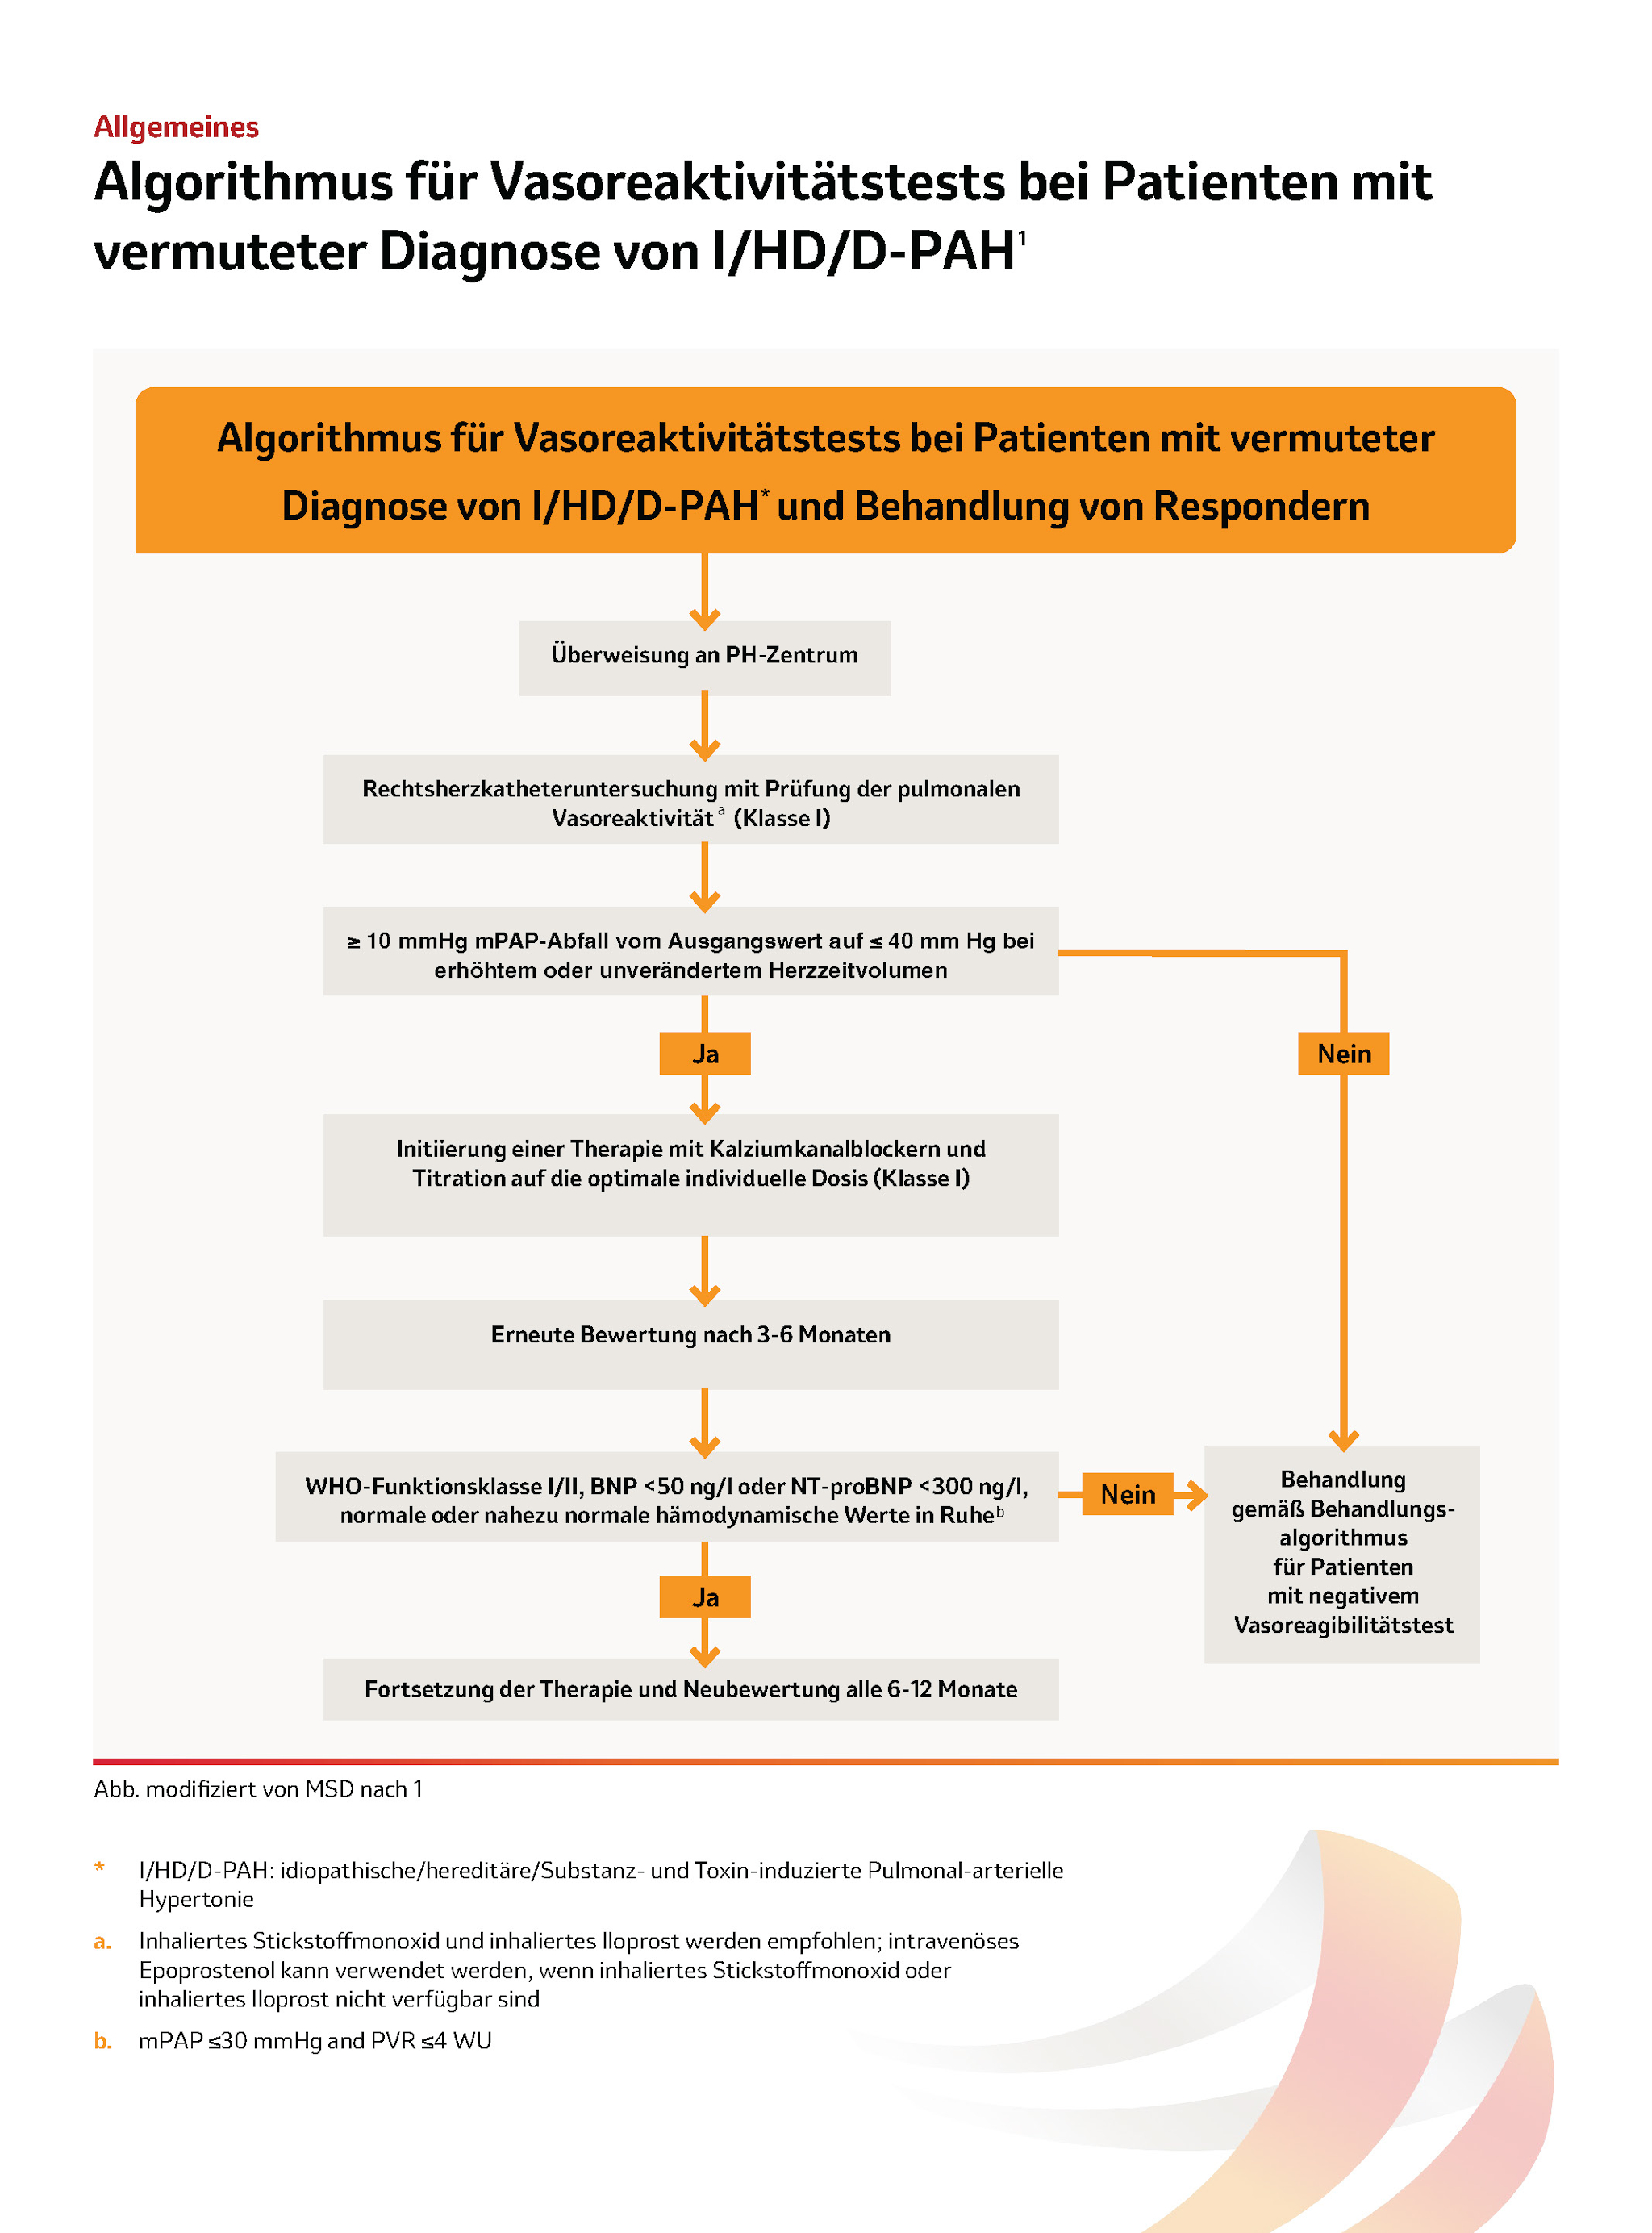 Allgemeines
Algorithmus für Vasoreaktivitätstests bei Patienten mit
vermuteter Diagnose von I/HD/D-PAH¹
Algorithmus für Vasoreaktivitätstests bei Patienten mit vermuteter
Diagnose von I/HD/D-PAH* und Behandlung von Respondern
Überweisung an PH-Zentrum
Rechtsherzkatheteruntersuchung mit Prüfung der pulmonalen
Vasoreaktivität ᵃ (Klasse I)
≥ 10 mmHg mPAP-Abfall vom Ausgangswert auf ≤ 40 mm Hg bei
erhöhtem oder unverändertem Herzzeitvolumen
Ja
Nein
Initiierung einer Therapie mit Kalziumkanalblockern und
Titration auf die optimale individuelle Dosis (Klasse I)
Erneute Bewertung nach 3-6 Monaten
WHO-Funktionsklasse I/II, BNP <50 ng/l oder NT-proBNP <300 ng/l,
normale oder nahezu normale hämodynamische Werte in Ruheᵇ
Nein
Behandlung
gemäß Behandlungs-
algorithmus
für Patienten
mit negativem
Vasoreagibilitätstest
Ja
Fortsetzung der Therapie und Neubewertung alle 6-12 Monate
Abb. modifiziert von MSD nach 1
* I/HD/D-PAH: idiopathische/hereditäre/Substanz- und Toxin-induzierte Pulmonal-arterielle
Hypertonie
a. Inhaliertes Stickstoffmonoxid und inhaliertes Iloprost werden empfohlen; intravenöses
Epoprostenol kann verwendet werden, wenn inhaliertes Stickstoffmonoxid oder
inhaliertes Iloprost nicht verfügbar sind
b. mPAP ≤30 mmHg and PVR ≤4 WU